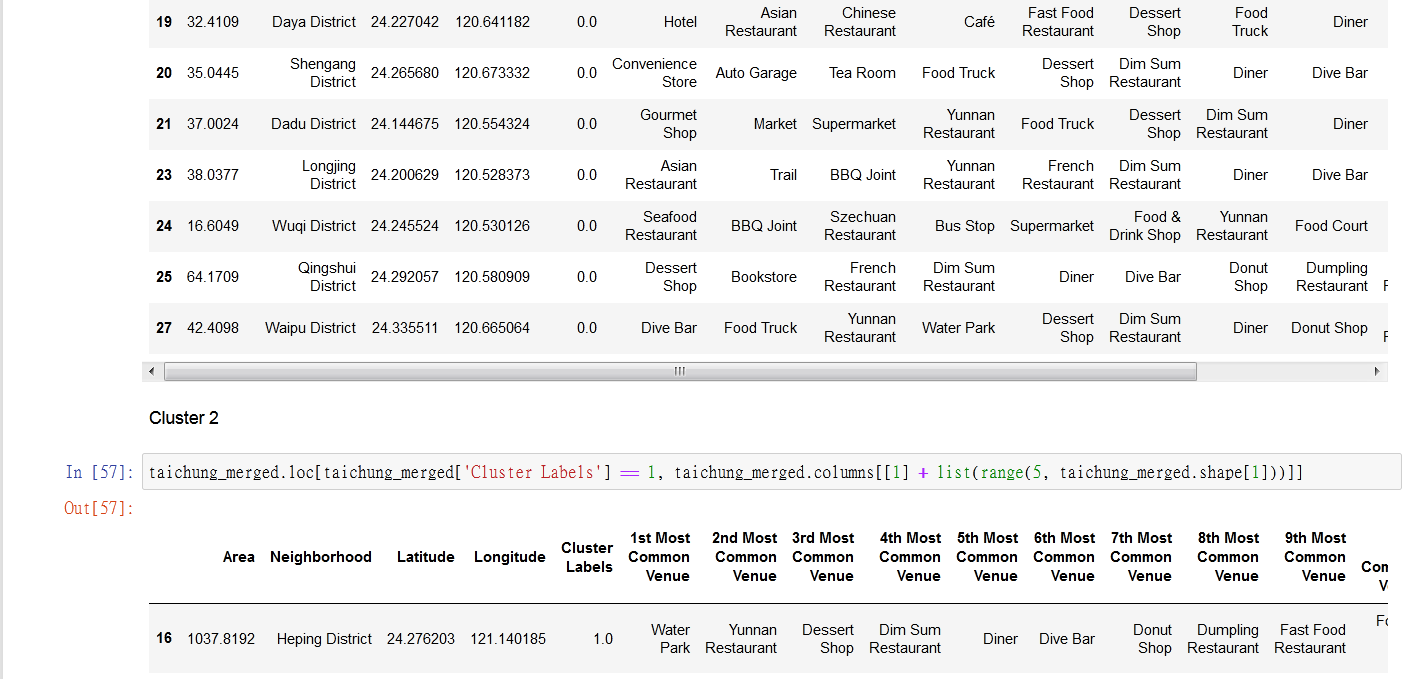 19 32.4109 Daya District 24.227042 120.641182 0.0 Hotel Asian Restaurant Chinese Restaurant Café Fast Food Restaurant Dessert Shop Food Truck Diner
20 35.0445 Shengang District 24.265680 120.673332 0.0 Convenience Store Auto Garage Tea Room Food Truck Dessert Shop Dim Sum Restaurant Diner Dive Bar
21 37.0024 Dadu District 24.144675 120.554324 0.0 Gourmet Shop Market Supermarket Yunnan Restaurant Food Truck Dessert Shop Dim Sum Restaurant Diner
23 38.0377 Longjing District 24.200629 120.528373 0.0 Asian Restaurant Trail BBQ Joint Yunnan Restaurant French Restaurant Dim Sum Restaurant Diner Dive Bar
24 16.6049 Wuqi District 24.245524 120.530126 0.0 Seafood Restaurant BBQ Joint Szechuan Restaurant Bus Stop Supermarket Food & Drink Shop Yunnan Restaurant Food Court
25 64.1709 Qingshui District 24.292057 120.580909 0.0 Dessert Shop Bookstore French Restaurant Dim Sum Restaurant Diner Dive Bar Donut Shop Dumpling Restaurant
27 42.4098 Waipu District 24.335511 120.665064 0.0 Dive Bar Food Truck Yunnan Restaurant Water Park Dessert Shop Dim Sum Restaurant Diner Donut Shop
Cluster 2
In [57]: taichung_merged.loc[taichung_merged['Cluster Labels'] == 1, taichung_merged.columns[[1] + list(range(5, taichung_merged.shape[1]))]]
Out[57]:
Area Neighborhood Latitude Longitude Cluster Labels 1st Most Common Venue 2nd Most Common Venue 3rd Most Common Venue 4th Most Common Venue 5th Most Common Venue 6th Most Common Venue 7th Most Common Venue 8th Most Common Venue 9th Most Common Venue
16 1037.8192 Heping District 24.276203 121.140185 1.0 Water Park Yunnan Restaurant Dessert Shop Dim Sum Restaurant Diner Dive Bar Donut Shop Dumpling Restaurant Fast Food Restaurant